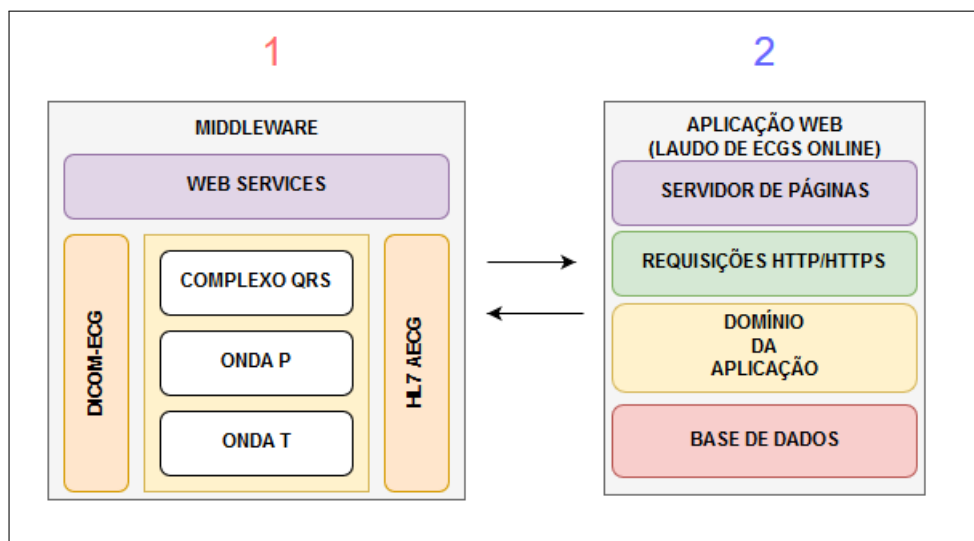 1
MIDDLEWARE
WEB SERVICES
DICOM-ECG
COMPLEXO QRS
ONDA P
ONDA T
HL7 AECG
2
APLICAÇÃO WEB
(LAUDO DE ECGS ONLINE)
SERVIDOR DE PÁGINAS
REQUISIÇÕES HTTP/HTTPS
DOMÍNIO
DA
APLICAÇÃO
BASE DE DADOS